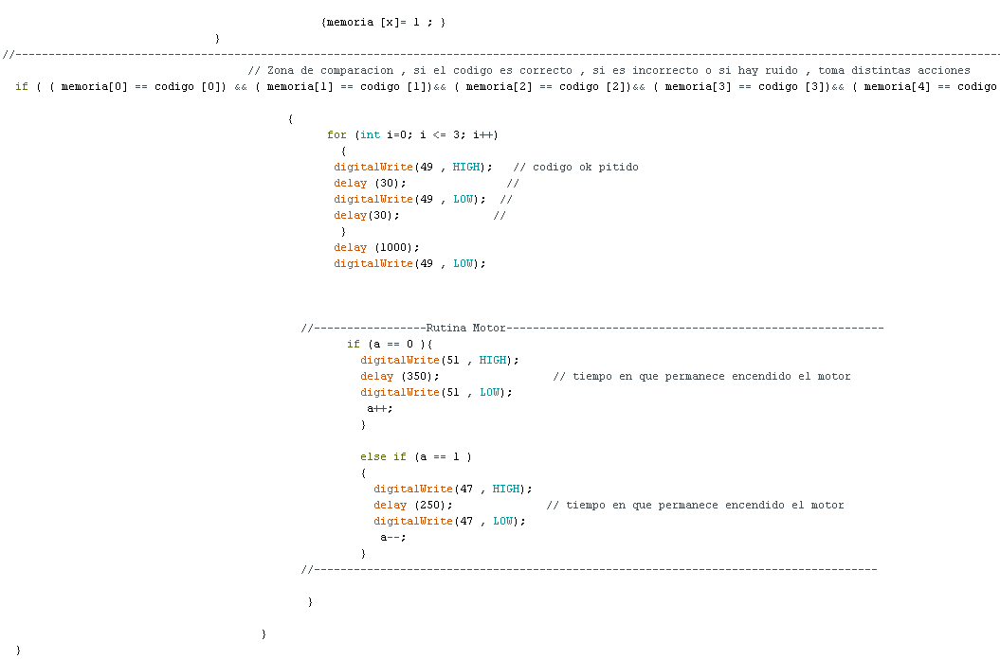 {memoria [x]= 1 ; }
}
//------------------------------------------------------------------------------------------------------------------------------------------------------
// Zona de comparacion , si el codigo es correcto , si es incorrecto o si hay ruido , toma distintas acciones
if ( ( memoria[0] == codigo [0]) && ( memoria[1] == codigo [1])&& ( memoria[2] == codigo [2])&& ( memoria[3] == codigo [3])&& ( memoria[4] == codigo
{
for (int i=0; i <= 3; i++)
{
digitalWrite(49 , HIGH); // codigo ok pitido
delay (30); //
digitalWrite(49 , LOW); //
delay(30); //
}
delay (1000);
digitalWrite(49 , LOW);
//-----------------Rutina Motor---------------------------------------------------------
if (a == 0 ){
digitalWrite(51 , HIGH);
delay (350); // tiempo en que permanece encendido el motor
digitalWrite(51 , LOW);
a++;
}
else if (a == 1 )
{
digitalWrite(47 , HIGH);
delay (250); // tiempo en que permanece encendido el motor
digitalWrite(47 , LOW);
a--;
}
//-------------------------------------------------------------------------------------
}
}
}